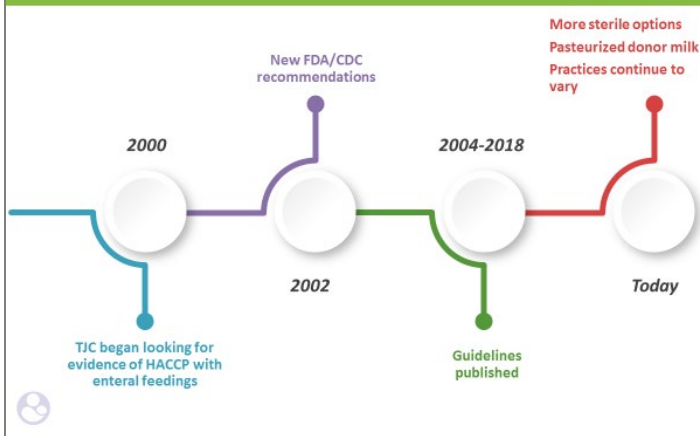 2000
TJC began looking for
evidence of HACCP with
enteral feedings
New FDA/CDC
recommendations
2002
2004-2018
Guidelines
published
More sterile options
Pasteurized donor milk
Practices continue to
vary
Today